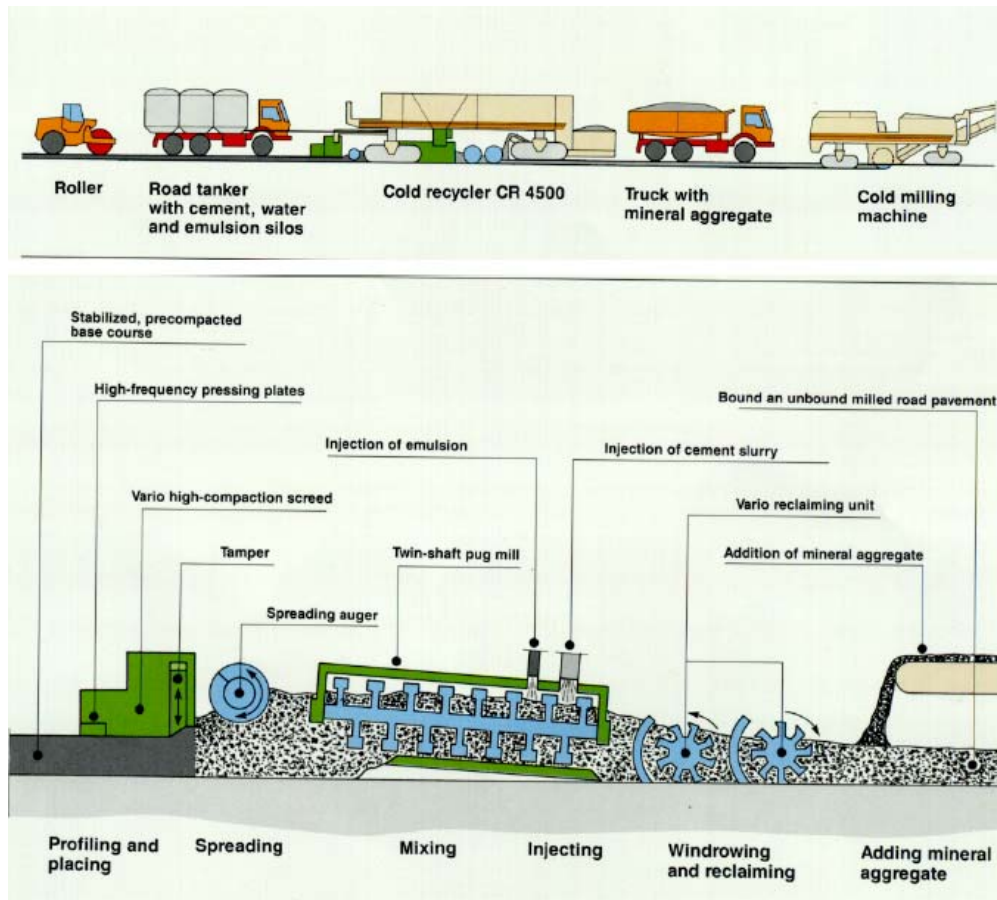 Roller
Road tanker
with cement, water
and emulsion silos
Cold recycler CR 4500
Truck with
mineral aggregate
Cold milling
machine
Stabilized, precompacted
base course
High-frequency pressing plates
Bound an unbound milled road pavement
Injection of emulsion
Injection of cement slurry
Vario high-compaction screed
Vario reclaiming unit
Tamper
Twin-shaft pug mill
Addition of mineral aggregate
Spreading auger
Profiling and
placing
Spreading
Mixing
Injecting
Windrowing
and reclaiming
Adding mineral
aggregate